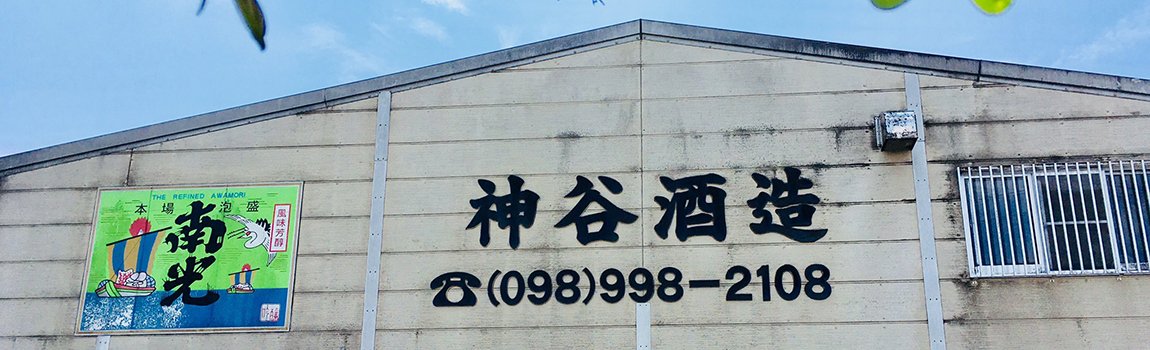 THE REFINED AWAMORI
本場泡盛
南光
風味芳醇
神谷酒造
☎(098)998-2108